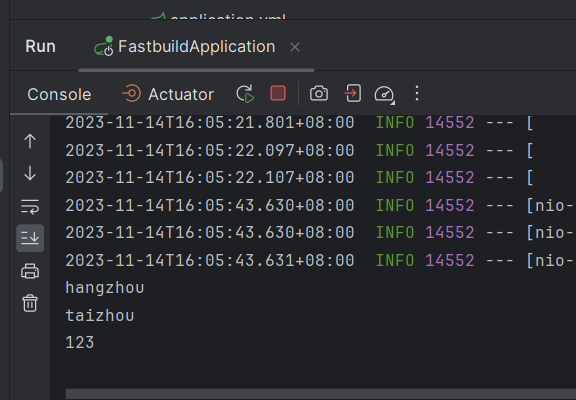 application.yml
Run FastbuildApplication
Console Actuator
2023-11-14T16:05:21.801+08:00 INFO 14552 --- [
2023-11-14T16:05:22.097+08:00 INFO 14552 --- [
2023-11-14T16:05:22.107+08:00 INFO 14552 --- [
2023-11-14T16:05:43.630+08:00 INFO 14552 --- [nio-
2023-11-14T16:05:43.630+08:00 INFO 14552 --- [nio-
2023-11-14T16:05:43.631+08:00 INFO 14552 --- [nio-
hangzhou
taizhou
123